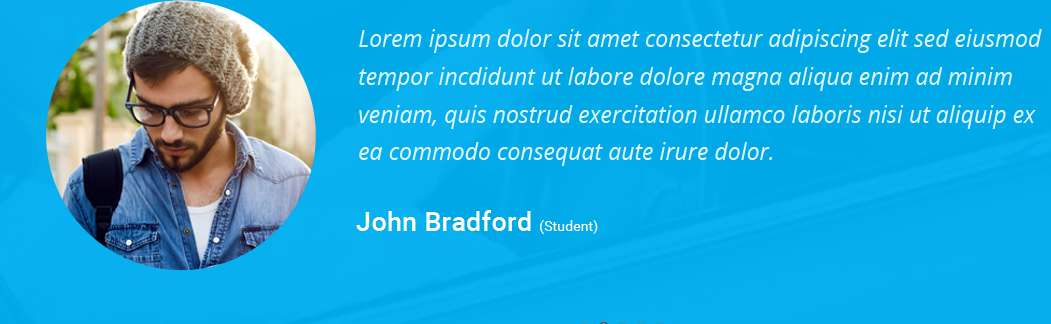 Lorem ipsum dolor sit amet consectetur adipiscing elit sed eiusmod
tempor incdidunt ut labore dolore magna aliqua enim ad minim
veniam, quis nostrud exercitation ullamco laboris nisi ut aliquip ex
ea commodo consequat aute irure dolor.
John Bradford (Student)